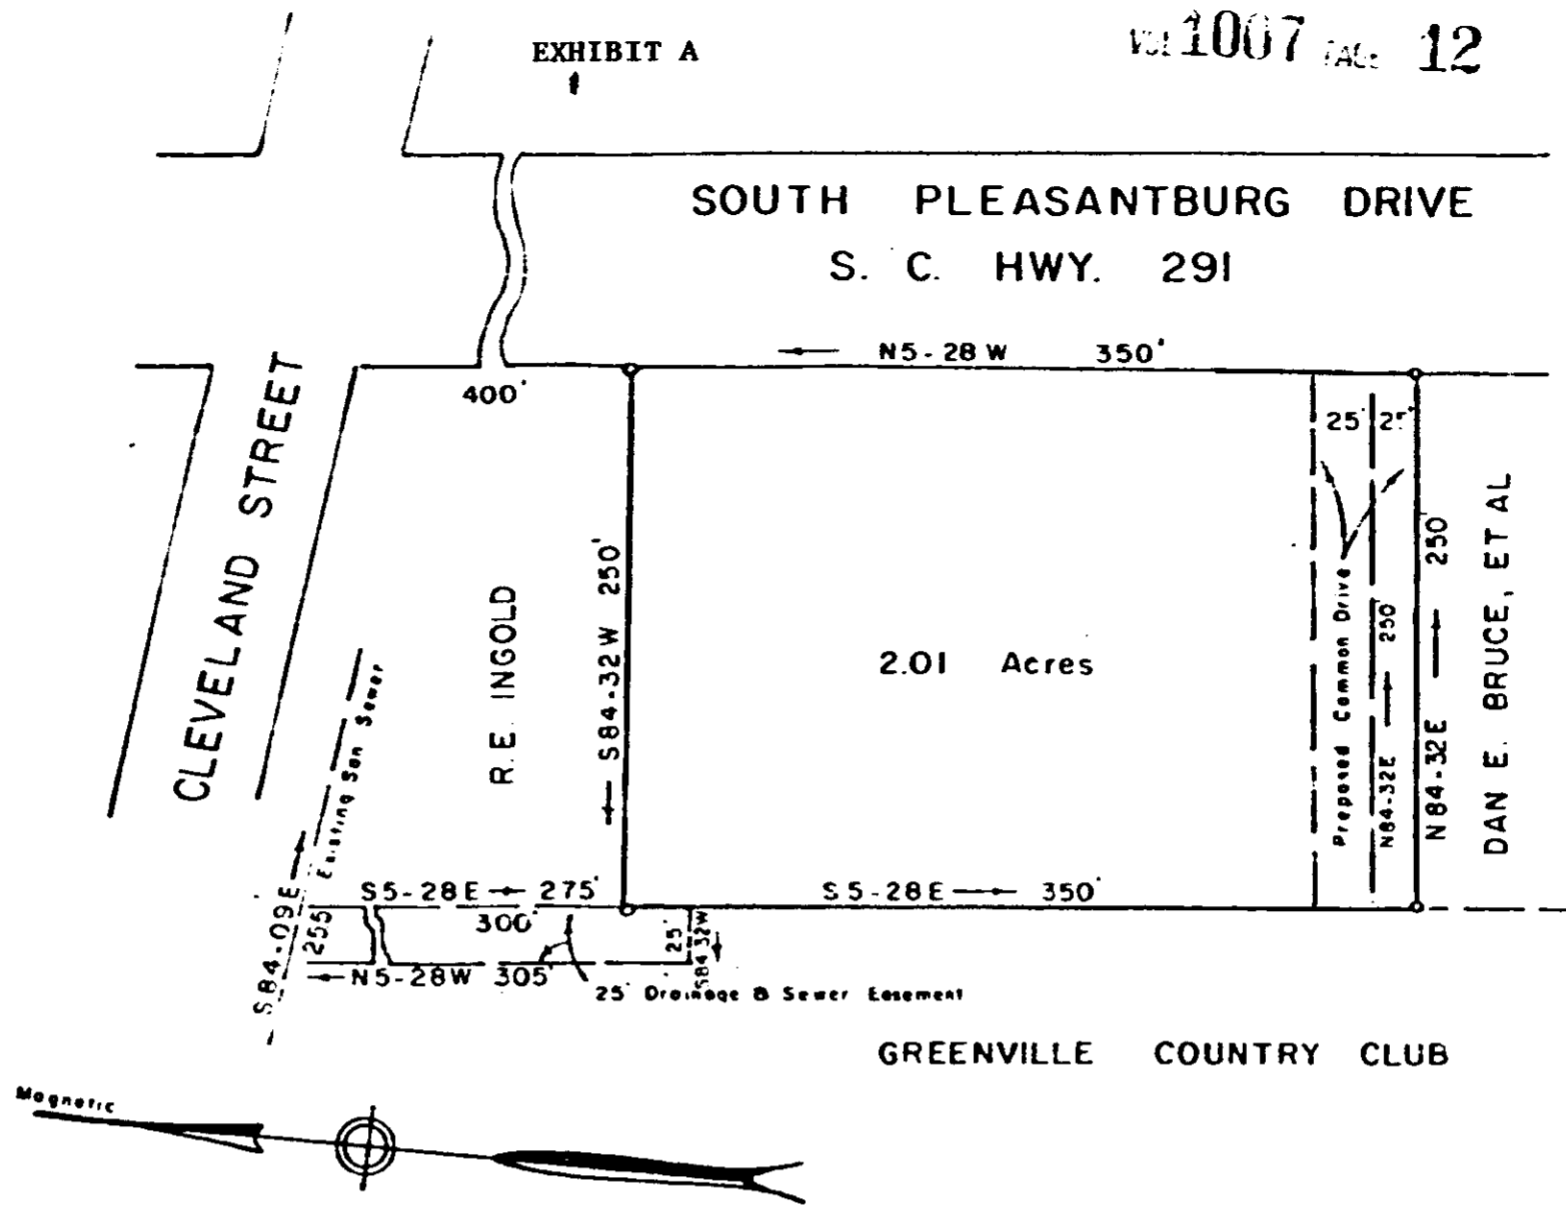 EXHIBIT A
VOL 1007 PAGE 12
SOUTH PLEASANTBURG DRIVE
S. C. HWY. 291
N5-28W 350'
400'
25' 25'
CLEVELAND STREET
R.E. INGOLD
S84-32W 250'
2.01 Acres
Proposed Common Drive
N84-32E 250'
N84-32E 250'
DAN E. BRUCE, ET AL
Existing San Sewer
S84-09E
25.5
S5-28E 275'
300'
S5-28E 350'
25'
S84-32W
N5-28W 305'
25' Drainage & Sewer Easement
GREENVILLE COUNTRY CLUB
Magnetic